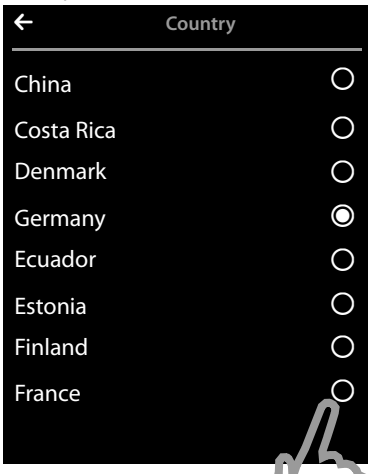 Country
China
Costa Rica
Denmark
Germany
Ecuador
Estonia
Finland
France